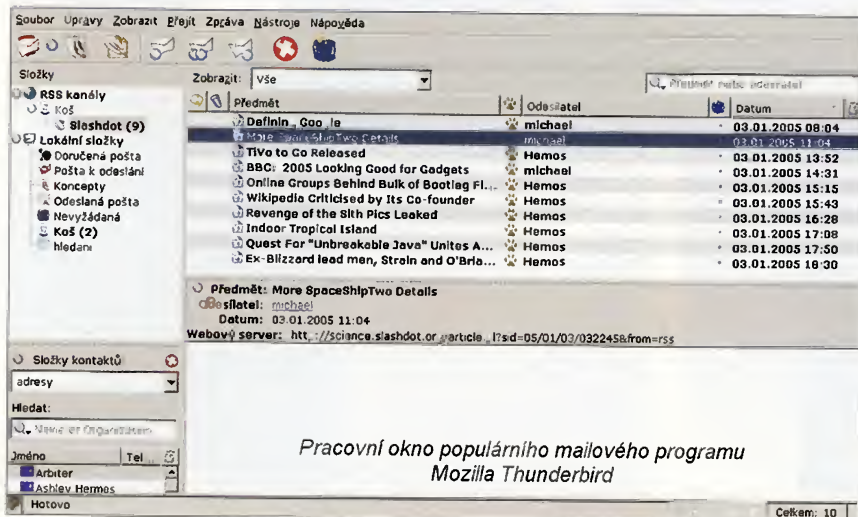 Soubor Upravy Zobrazit Přejít Zpráva Nástroje Nápověda
Složky
RSS kanály
Koš
Slashdot (9)
Lokální složky
Doručená pošta
Pošta k odeslání
Koncepty
Odeslaná pošta
Nevyžádaná
Koš (2)
hledani
Zobrazit: Vše
Předmět nebo odesílatel
Předmět Odesílatel Datum
michael 03.01.2005 08:04
More SpaceShipTwo Details michael 03.01.2005 11:04
TiVo to Go Released Hemos 03.01.2005 13:52
BBC: 2005 Looking Good for Gadgets michael 03.01.2005 14:31
Online Groups Behind Bulk of Bootleg Fl... Hemos 03.01.2005 15:15
Wikipedia Criticised by Its Co-founder Hemos 03.01.2005 15:43
Revenge of the Sith Pics Leaked Hemos 03.01.2005 16:28
Indoor Tropical Island Hemos 03.01.2005 17:08
Quest For "Unbreakable Java" Unites A... Hemos 03.01.2005 17:50
Ex-Blizzard lead men, Strain and O'Bria... Hemos 03.01.2005 18:30
Předmět: More SpaceShipTwo Details
Odesílatel: michael
Datum: 03.01.2005 11:04
Webový server:
Složky kontaktů
adresy
Hledat:
Jméno Tel
Arbiter
Ashley Hermos
Pracovní okno populárního mailového programu
Mozilla Thunderbird
Hotovo
Celkem: 10